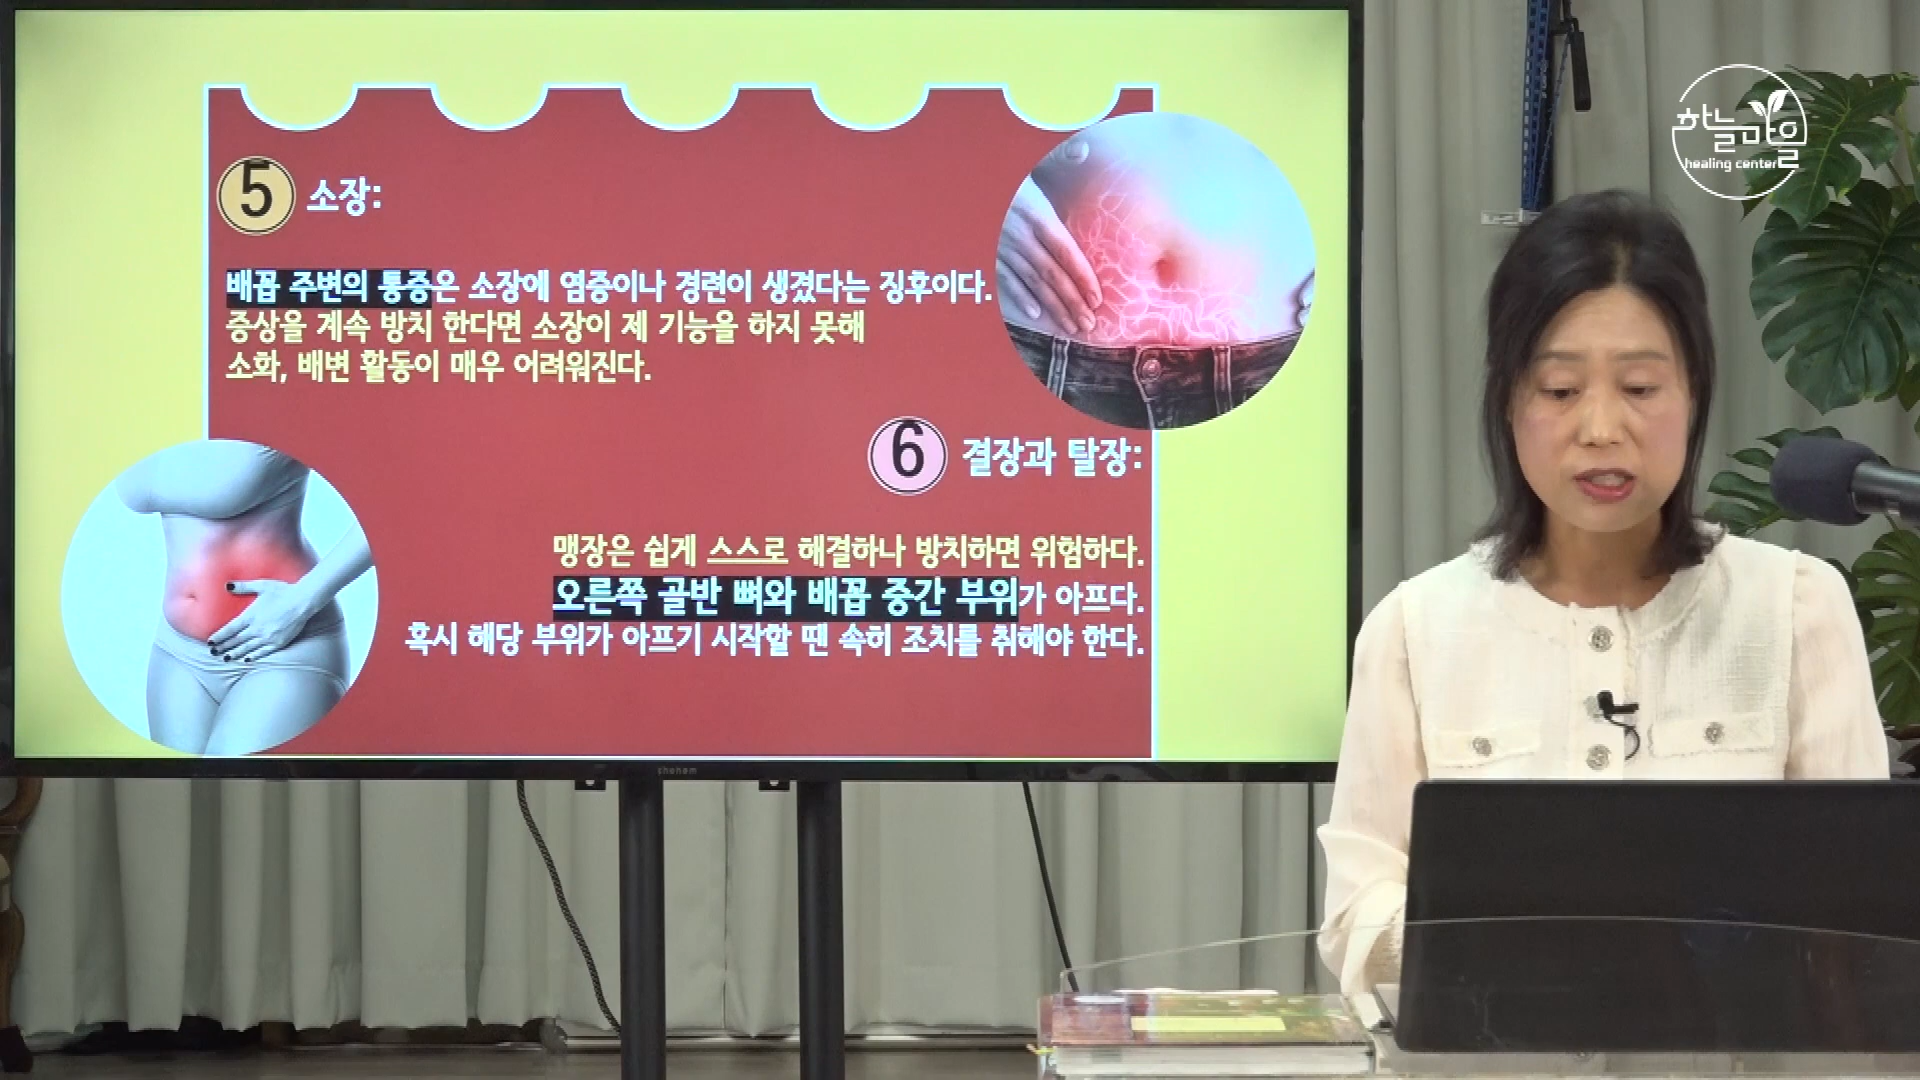 하늘마을
healing center
5 소장:
배꼽 주변의 통증은 소장에 염증이나 경련이 생겼다는 징후이다.
증상을 계속 방치 한다면 소장이 제 기능을 하지 못해
소화, 배변 활동이 매우 어려워진다.
6 결장과 탈장:
맹장은 쉽게 스스로 해결하나 방치하면 위험하다.
오른쪽 골반 뼈와 배꼽 중간 부위가 아프다.
혹시 해당 부위가 아프기 시작할 땐 속히 조치를 취해야 한다.